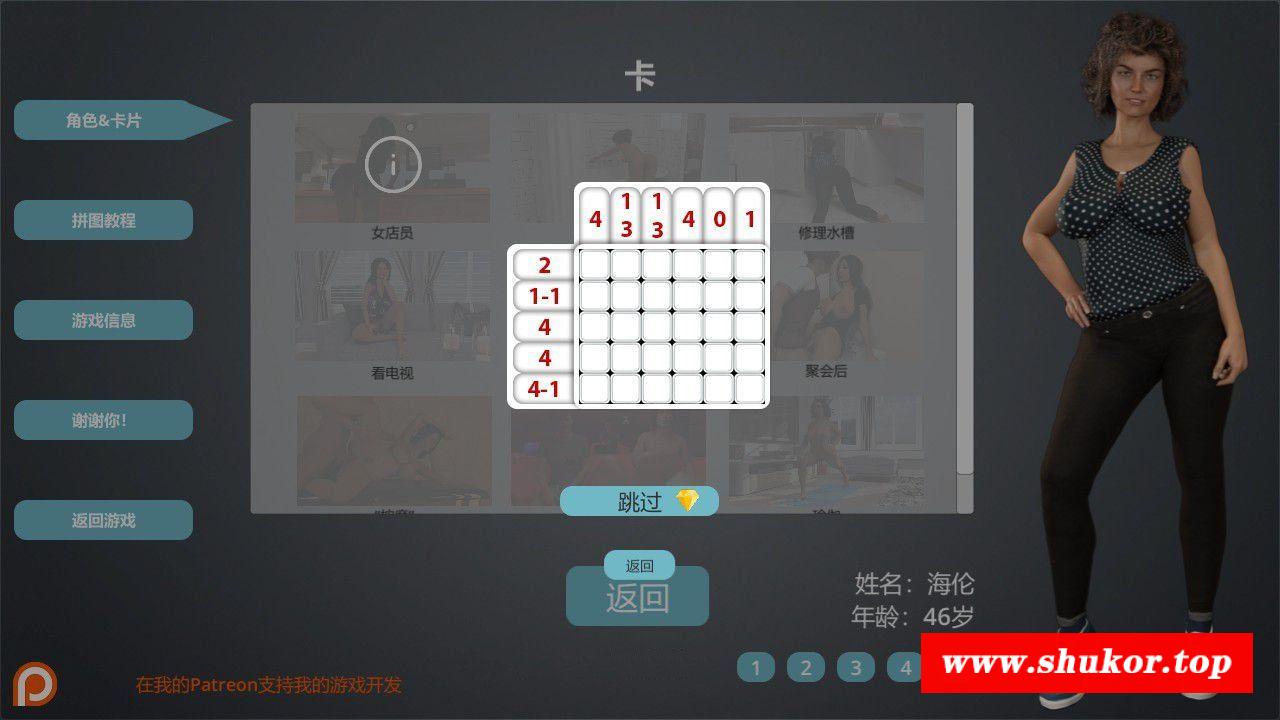 卡
角色&卡片
拼图教程
游戏信息
谢谢你!
返回游戏
女店员
修理水槽
看电视
聚会后
"按摩"
瑜伽
4 1 1 4 0 1
3 3
2
1-1
4
4
4-1
跳过
返回
返回
姓名：海伦
年龄：46岁
1 2 3 4
在我的Patreon支持我的游戏开发
www.shukor.top